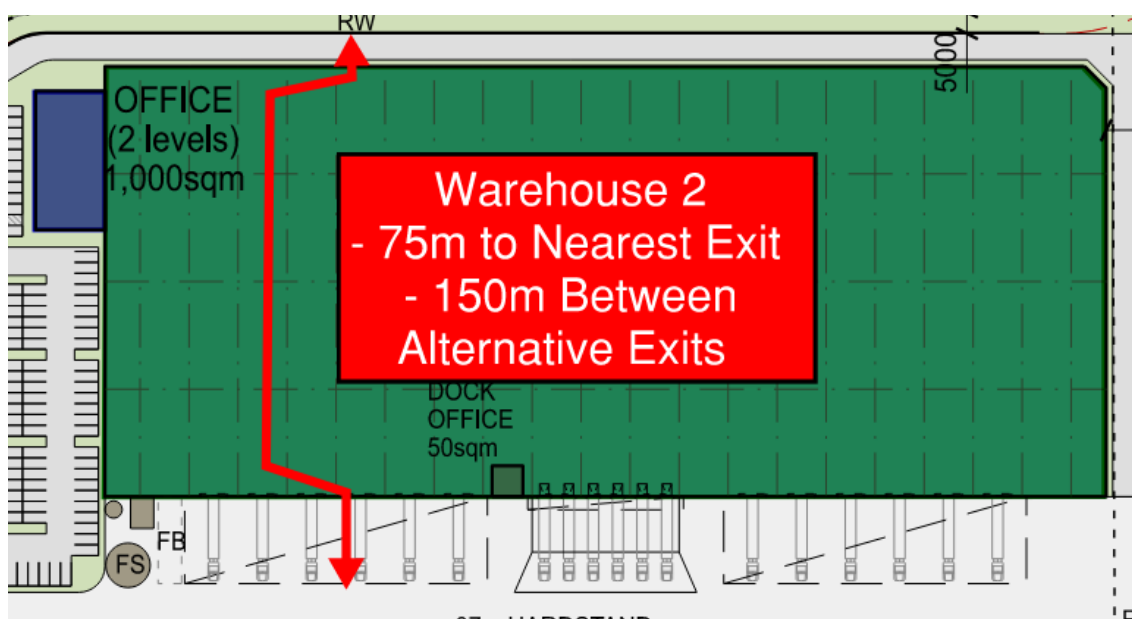 RW
5000
OFFICE
(2 levels)
1,000sqm
Warehouse 2
- 75m to Nearest Exit
- 150m Between
Alternative Exits
DOCK
OFFICE
50sqm
FB
FS
HARDSTAND